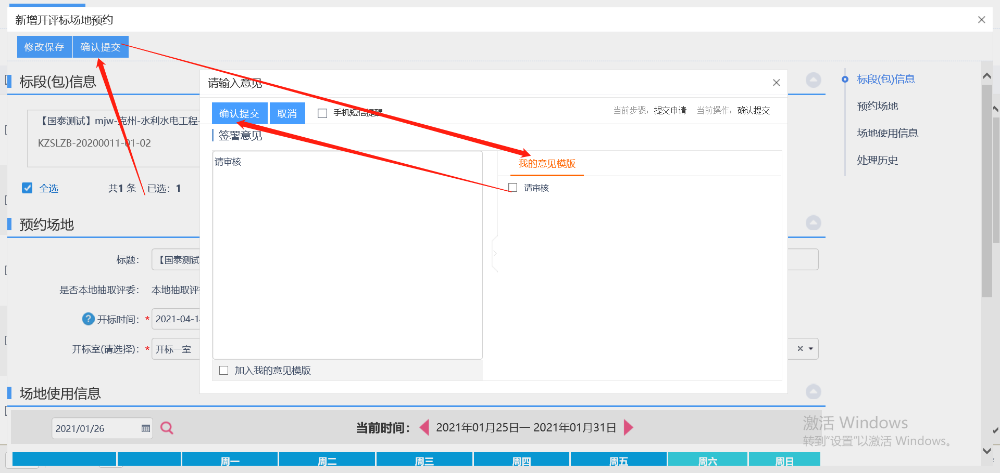 新增开评标场地预约
修改保存 确认提交
标段(包)信息
【国泰测试】mjw-克州-水利水电工程-
KZSLZB-20200011-01-02
全选 共1 条 已选：1
预约场地
标题： 【国泰测试
是否本地抽取评委： 本地抽取评
开标时间： * 2021-04-1
开标室(请选择)： * 开标一室
场地使用信息
2021/01/26 当前时间： 2021年01月25日— 2021年01月31日
周一 周二 周三 周四 周五 周六 周日
请输入意见
确认提交 取消 手机短信提醒 当前步骤：提交申请 当前操作：确认提交
签署意见
请审核
加入我的意见模版
我的意见模版
请审核
标段(包)信息
预约场地
场地使用信息
处理历史
激活 Windows
转到“设置”以激活 Windows。